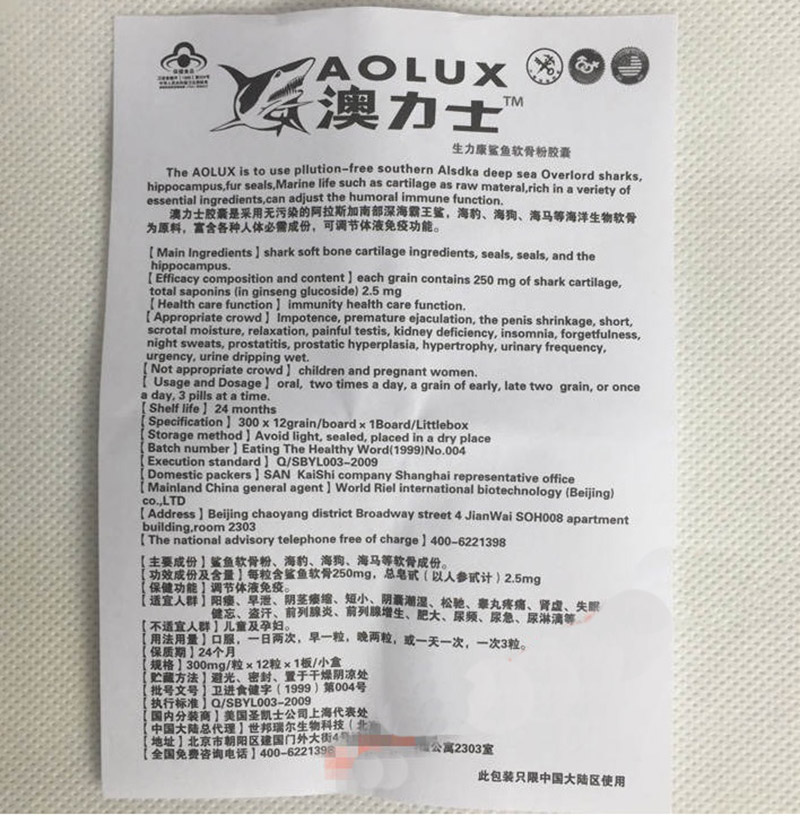 保健食品
AOLUX
澳力士™
生力康鲨鱼软骨粉胶囊
The AOLUX is to use pllution-free southern Alsdka deep sea Overlord sharks,
hippocampus,fur seals,Marine life such as cartilage as raw materal,rich in a veriety of
essential ingredients,can adjust the humoral immune function.
澳力士胶囊是采用无污染的阿拉斯加南部深海霸王鲨，海豹、海狗、海马等海洋生物软骨
为原料，富含各种人体必需成份，可调节体液免疫功能。
【Main Ingredients】shark soft bone cartilage ingredients, seals, seals, and the
hippocampus.
【Efficacy composition and content】each grain contains 250 mg of shark cartilage,
total saponins (in ginseng glucoside) 2.5 mg
【Health care function】immunity health care function.
【Appropriate crowd】Impotence, premature ejaculation, the penis shrinkage, short,
scrotal moisture, relaxation, painful testis, kidney deficiency, insomnia, forgetfulness,
night sweats, prostatitis, prostatic hyperplasia, hypertrophy, urinary frequency,
urgency, urine dripping wet.
【Not appropriate crowd】children and pregnant women.
【Usage and Dosage】oral, two times a day, a grain of early, late two grain, or once
a day, 3 pills at a time.
【Shelf life】24 months
【Specification】300 x 12grain/board x 1Board/Littlebox
【Storage method】Avoid light, sealed, placed in a dry place
【Batch number】Eating The Healthy Word(1999)No.004
【Execution standard】Q/SBYL003-2009
【Domestic packers】SAN KaiShi company Shanghai representative office
【Mainland China general agent】World Riel international biotechnology (Beijing)
co.,LTD
【Address】Beijing chaoyang district Broadway street 4 JianWai SOH008 apartment
building,room 2303
【The national advisory telephone free of charge】400-6221398
【主要成份】鲨鱼软骨粉、海豹、海狗、海马等软骨成份。
【功效成份及含量】每粒含鲨鱼软骨250mg，总皂甙（以人参甙计）2.5mg
【保健功能】调节体液免疫。
【适宜人群】阳痿、早泄、阴茎痿缩、短小、阴囊潮湿、松驰、睾丸疼痛、肾虚、失眠
健忘、盗汗、前列腺炎、前列腺增生、肥大、尿频、尿急、尿淋漓等
【不适宜人群】儿童及孕妇。
【用法用量】口服，一日两次，早一粒，晚两粒，或一天一次，一次3粒。
【保质期】24个月
【规格】300mg/粒×12粒×1板/小盒
【贮藏方法】避光、密封、置于干燥阴凉处
【批号文号】卫进食健字（1999）第004号
【执行标准】Q/SBYL003-2009
【国内分装商】美国圣凯士公司上海代表处
【中国大陆总代理】世邦瑞尔生物科技（北
【地址】北京市朝阳区建国门外大街4号 公寓2303室
【全国免费咨询电话】400-6221398
此包装只限中国大陆区使用